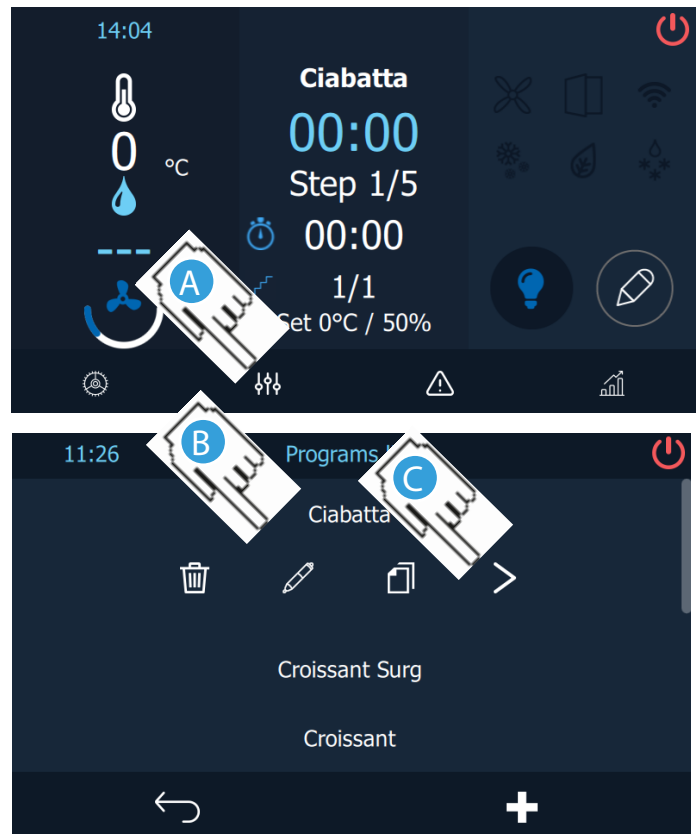 14:04
Ciabatta
00:00
0 °C
Step 1/5
00:00
---
A
1/1
Set 0°C / 50%
B
11:26
Programs
C
Ciabatta
Croissant Surg
Croissant